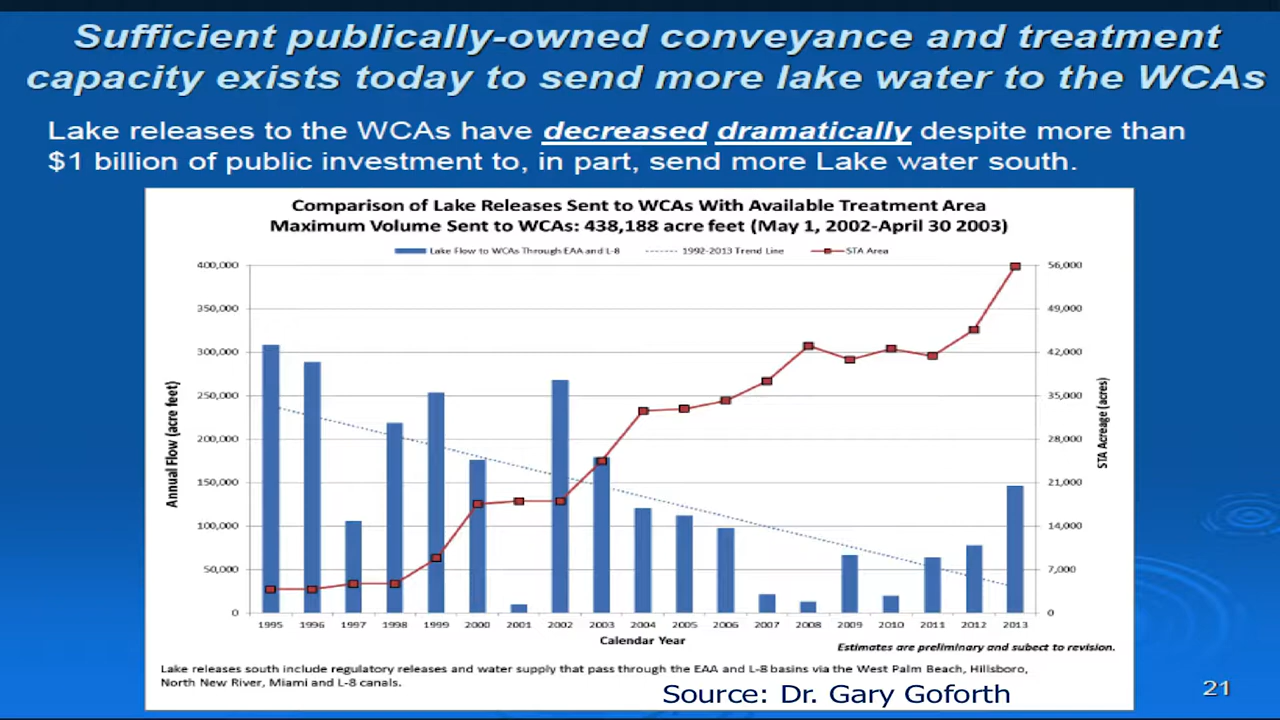 Sufficient publically-owned conveyance and treatment
capacity exists today to send more lake water to the WCAs
Lake releases to the WCAs have decreased dramatically despite more than
$1 billion of public investment to, in part, send more Lake water south.
Comparison of Lake Releases Sent to WCAs With Available Treatment Area
Maximum Volume Sent to WCAs: 438,188 acre feet (May 1, 2002-April 30 2003)
Lake Flow to WCAs Through EAA and L-8 1992-2013 Trend Line STA Area
400,000 56,000
350,000 49,000
300,000 42,000
250,000 35,000
200,000 28,000
150,000 21,000
100,000 14,000
50,000 7,000
0 0
Annual Flow (acre feet)
STA Acreage (acres)
1995 1996 1997 1998 1999 2000 2001 2002 2003 2004 2005 2006 2007 2008 2009 2010 2011 2012 2013
Calendar Year
Estimates are preliminary and subect to revision.
Lake releases south include regulatory releases and water supply that pass through the EAA and L-8 basins via the West Palm Beach, Hillsboro,
North New River, Miami and L-8 canals.
Source: Dr. Gary Goforth
21